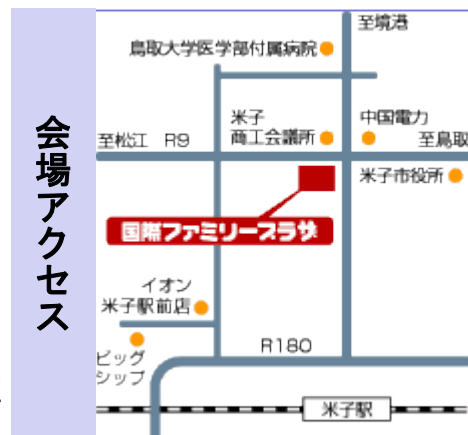 会場アクセス
至境港
鳥取大学医学部付属病院
米子
商工会議所
中国電力
至松江 R9
至鳥取
米子市役所
国際ファミリープラザ
イオン
米子駅前店
ビッグ
シップ
R180
米子駅